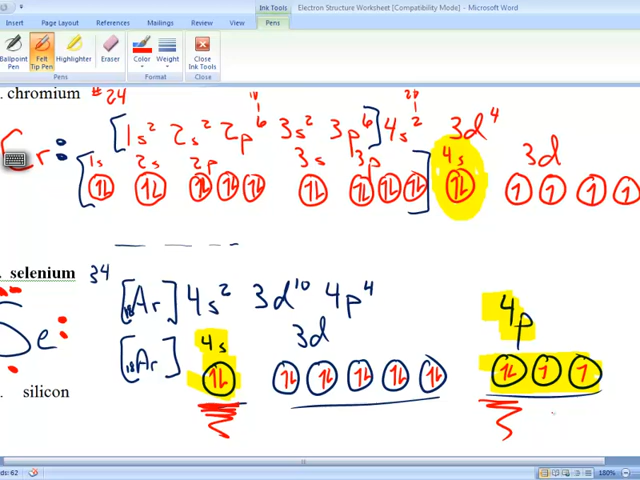 Ink Tools
Electron Structure Worksheet [Compatibility Mode] - Microsoft Word
Insert Page Layout References Mailings Review View Pens
Ballpoint Pen Felt Tip Pen Highlighter Eraser Color Weight Close Ink Tools
Pens Format Close
. chromium #24
[1s² 2s² 2p⁶ 3s² 3p⁶] 4s² 3d⁴
Cr:
1s 2s 2p 3s 3p 4s 3d
. selenium 34
[₁₈Ar] 4s² 3d¹⁰ 4p⁴
Se
4s 3d 4p
[₁₈Ar]
. silicon
ds: 62
180%